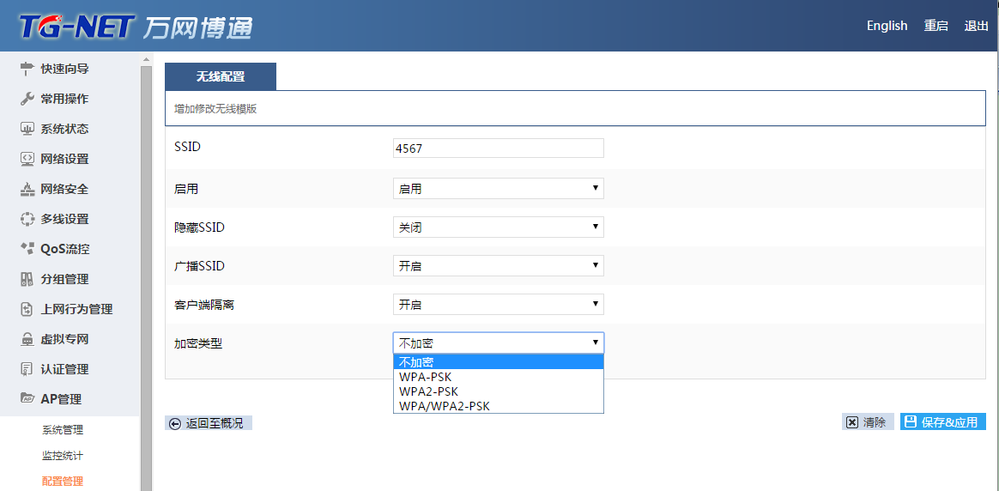 TG-NET 万网博通
English 重启 退出
快速向导
常用操作
系统状态
网络设置
网络安全
多线设置
QoS流控
分组管理
上网行为管理
虚拟专网
认证管理
AP管理
系统管理
监控统计
配置管理
无线配置
增加修改无线模版
SSID 4567
启用 启用
隐藏SSID 关闭
广播SSID 开启
客户端隔离 开启
加密类型 不加密
不加密
WPA-PSK
WPA2-PSK
WPA/WPA2-PSK
返回至概况 清除 保存&应用